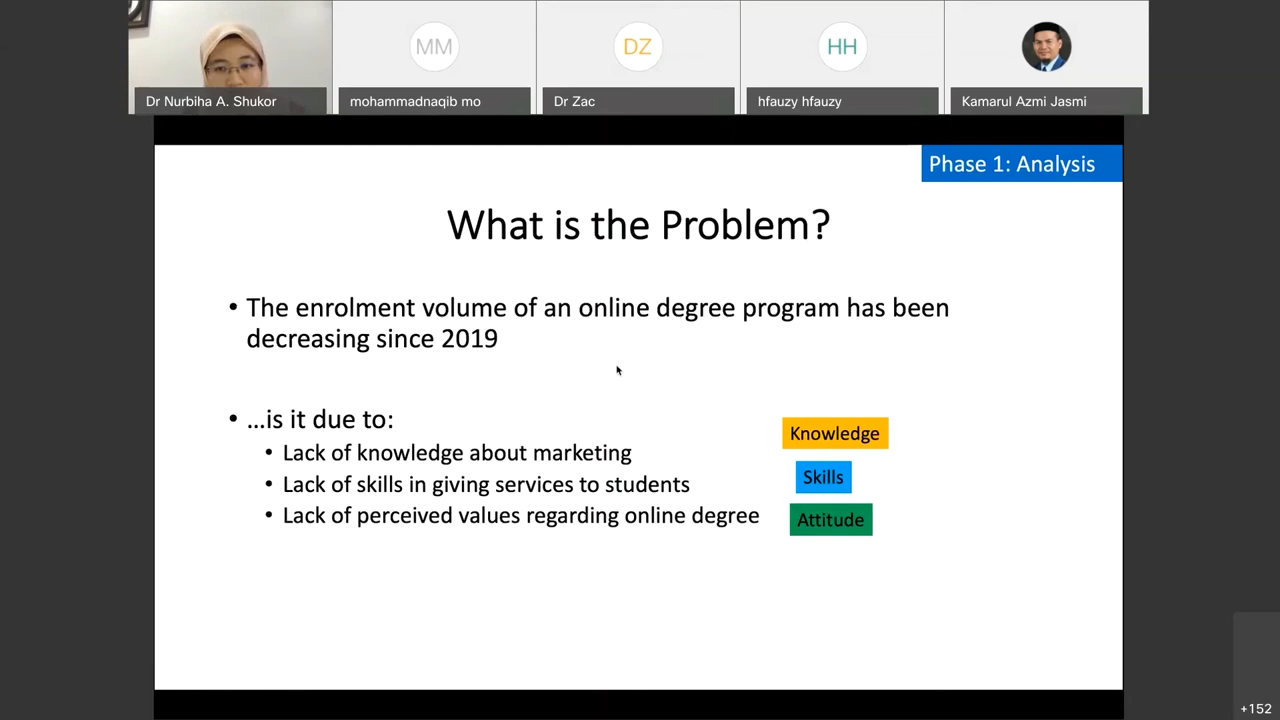 MM
DZ
HH
Dr Nurbiha A. Shukor
mohammadnaqib mo
Dr Zac
hfauzy hfauzy
Kamarul Azmi Jasmi
Phase 1: Analysis
What is the Problem?
• The enrolment volume of an online degree program has been
decreasing since 2019
• ...is it due to:
• Lack of knowledge about marketing
Knowledge
• Lack of skills in giving services to students
Skills
• Lack of perceived values regarding online degree
Attitude
+152